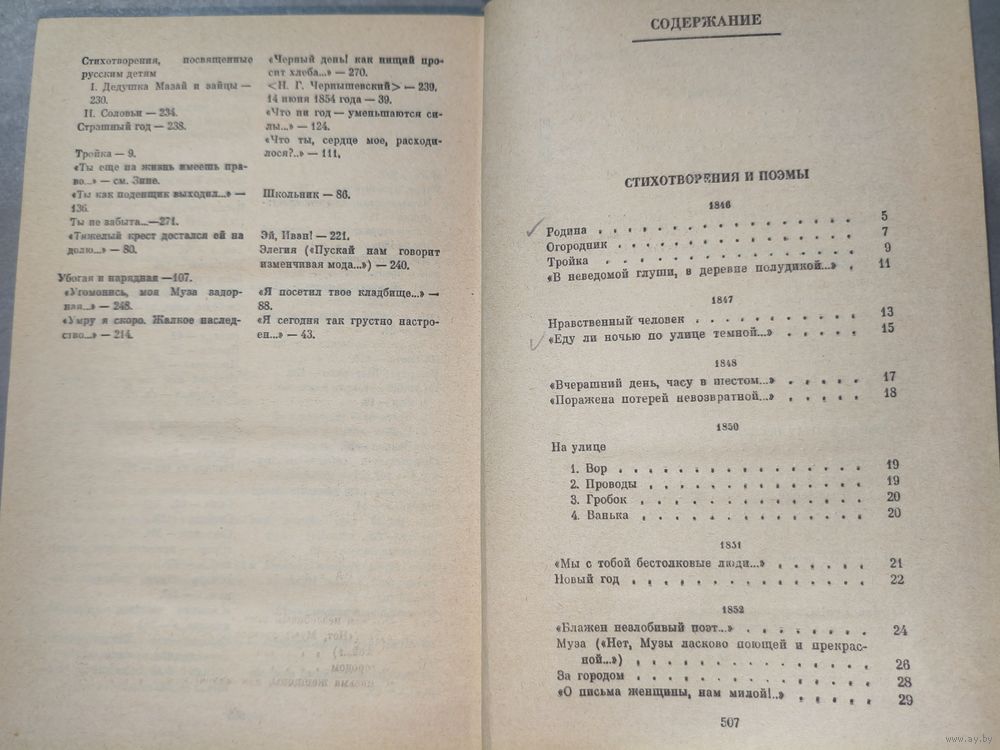 Стихотворения, посвященные
русским детям
I. Дедушка Мазай и зайцы —
230.
II. Соловьи — 234.
Страшный год — 238.
Тройка — 9.
«Ты еще на жизнь имеешь пра-
во...» — см. Зине.
«Ты как поденщик выходил...» —
136.
Ты не забыта...—271.
«Тяжелый крест достался ей на
долю...» — 80.
Убогая и нарядная —107.
«Угомонись, моя Муза задор-
ная...» — 248.
«Умру я скоро. Жалкое наслед-
ство...» — 214.
«Черный день! как нищий про-
сит хлеба...» — 270.
<Н. Г. Чернышевский> — 239.
14 июня 1854 года — 39.
«Что ни год — уменьшаются си-
лы...» — 124.
«Что ты, сердце мое, расходи-
лося?..» — 111.
Школьник — 86.
Эй, Иван! — 221.
Элегия («Пускай нам говорит
изменчивая мода...») — 240.
«Я посетил твое кладбище...» —
88.
«Я сегодня так грустно настро-
ен...» — 43.
СОДЕРЖАНИЕ
СТИХОТВОРЕНИЯ И ПОЭМЫ
1846
Родина . . . . . . . . . . 5
Огородник . . . . . . . . . . 7
Тройка . . . . . . . . . . 9
«В неведомой глуши, в деревне полудикой...» . 11
1847
Нравственный человек . . . . . . . . 13
«Еду ли ночью по улице темной...» . . . . 15
1848
«Вчерашний день, часу в шестом...» . . . . . 17
«Поражена потерей невозвратной...» . . . . . 18
1850
На улице
1. Вор . . . . . . . . . . . 19
2. Проводы . . . . . . . . . . 19
3. Гробок . . . . . . . . . . 20
4. Ванька . . . . . . . . . . 20
1851
«Мы с тобой бестолковые люди...» . . . . . . 21
Новый год . . . . . . . . . . . 22
1852
«Блажен незлобивый поэт...» . . . . . . . 24
Муза («Нет, Музы ласково поющей и прекрас-
ной...») . . . . . . . . . . . 26
За городом . . . . . . . . . . . 28
«О письма женщины, нам милой!..» . . . . . 29
507
www.ay.by